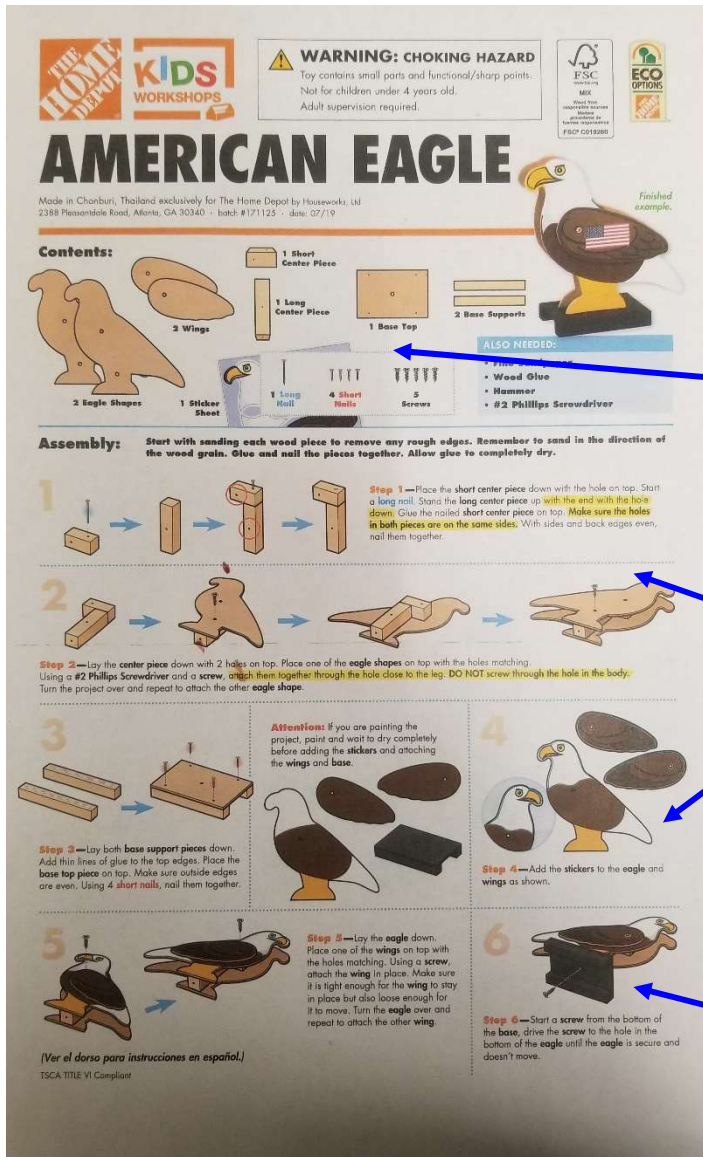 THE
HOME
DEPOT
KIDS
WORKSHOPS
WARNING: CHOKING HAZARD
Toy contains small parts and functional/sharp points.
Not for children under 4 years old.
Adult supervision required.
FSC
MIX
FSC® C019280
ECO
OPTIONS
AMERICAN EAGLE
Made in Chonburi, Thailand exclusively for The Home Depot by Houseworks, Ltd
2388 Pleasantdale Road, Atlanta, GA 30340 · batch #171125 · date: 07/19
Finished
example.
Contents:
2 Eagle Shapes
2 Wings
1 Short
Center Piece
1 Long
Center Piece
1 Base Top
2 Base Supports
1 Sticker
Sheet
1 Long
Nail
4 Short
Nails
5
Screws
ALSO NEEDED:
• Wood Glue
• Hammer
• #2 Phillips Screwdriver
Assembly:
Start with sanding each wood piece to remove any rough edges. Remember to sand in the direction of
the wood grain. Glue and nail the pieces together. Allow glue to completely dry.
1
Step 1—Place the short center piece down with the hole on top. Start
a long nail. Stand the long center piece up with the end with the hole
down. Glue the nailed short center piece on top. Make sure the holes
in both pieces are on the same sides. With sides and back edges even,
nail them together.
2
Step 2—Lay the center piece down with 2 holes on top. Place one of the eagle shapes on top with the holes matching.
Using a #2 Phillips Screwdriver and a screw, attach them together through the hole close to the leg. DO NOT screw through the hole in the body.
Turn the project over and repeat to attach the other eagle shape.
3
Step 3—Lay both base support pieces down.
Add thin lines of glue to the top edges. Place the
base top piece on top. Make sure outside edges
are even. Using 4 short nails, nail them together.
Attention: If you are painting the
project, paint and wait to dry completely
before adding the stickers and attaching
the wings and base.
4
Step 4—Add the stickers to the eagle and
wings as shown.
5
Step 5—Lay the eagle down.
Place one of the wings on top with
the holes matching. Using a screw,
attach the wing in place. Make sure
it is tight enough for the wing to stay
in place but also loose enough for
it to move. Turn the eagle over and
repeat to attach the other wing.
6
Step 6—Start a screw from the bottom of
the base, drive the screw to the hole in the
bottom of the eagle until the eagle is secure and
doesn't move.
(Ver el dorso para instrucciones en español.)
TSCA TITLE VI Compliant